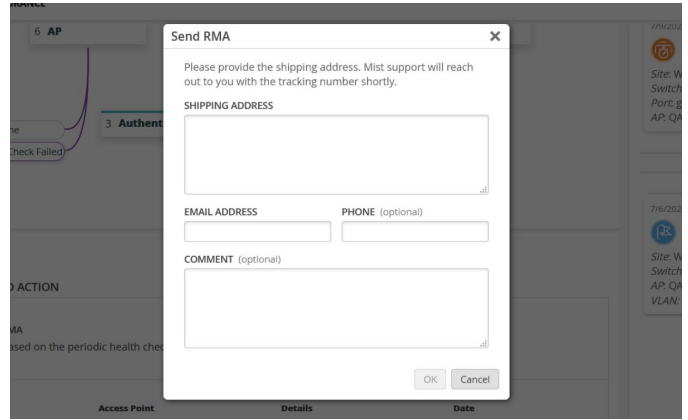 6 AP
Send RMA
Please provide the shipping address. Mist support will reach
out to you with the tracking number shortly.
SHIPPING ADDRESS
Check Failed
3 Authent
EMAIL ADDRESS
PHONE (optional)
COMMENT (optional)
ACTION
based on the periodic health chec
OK
Cancel
Access Point
Details
Date
Site: W
Switch
Port: g
AP: QA
7/6/202
Site: W
Switch
AP: QA
VLAN: